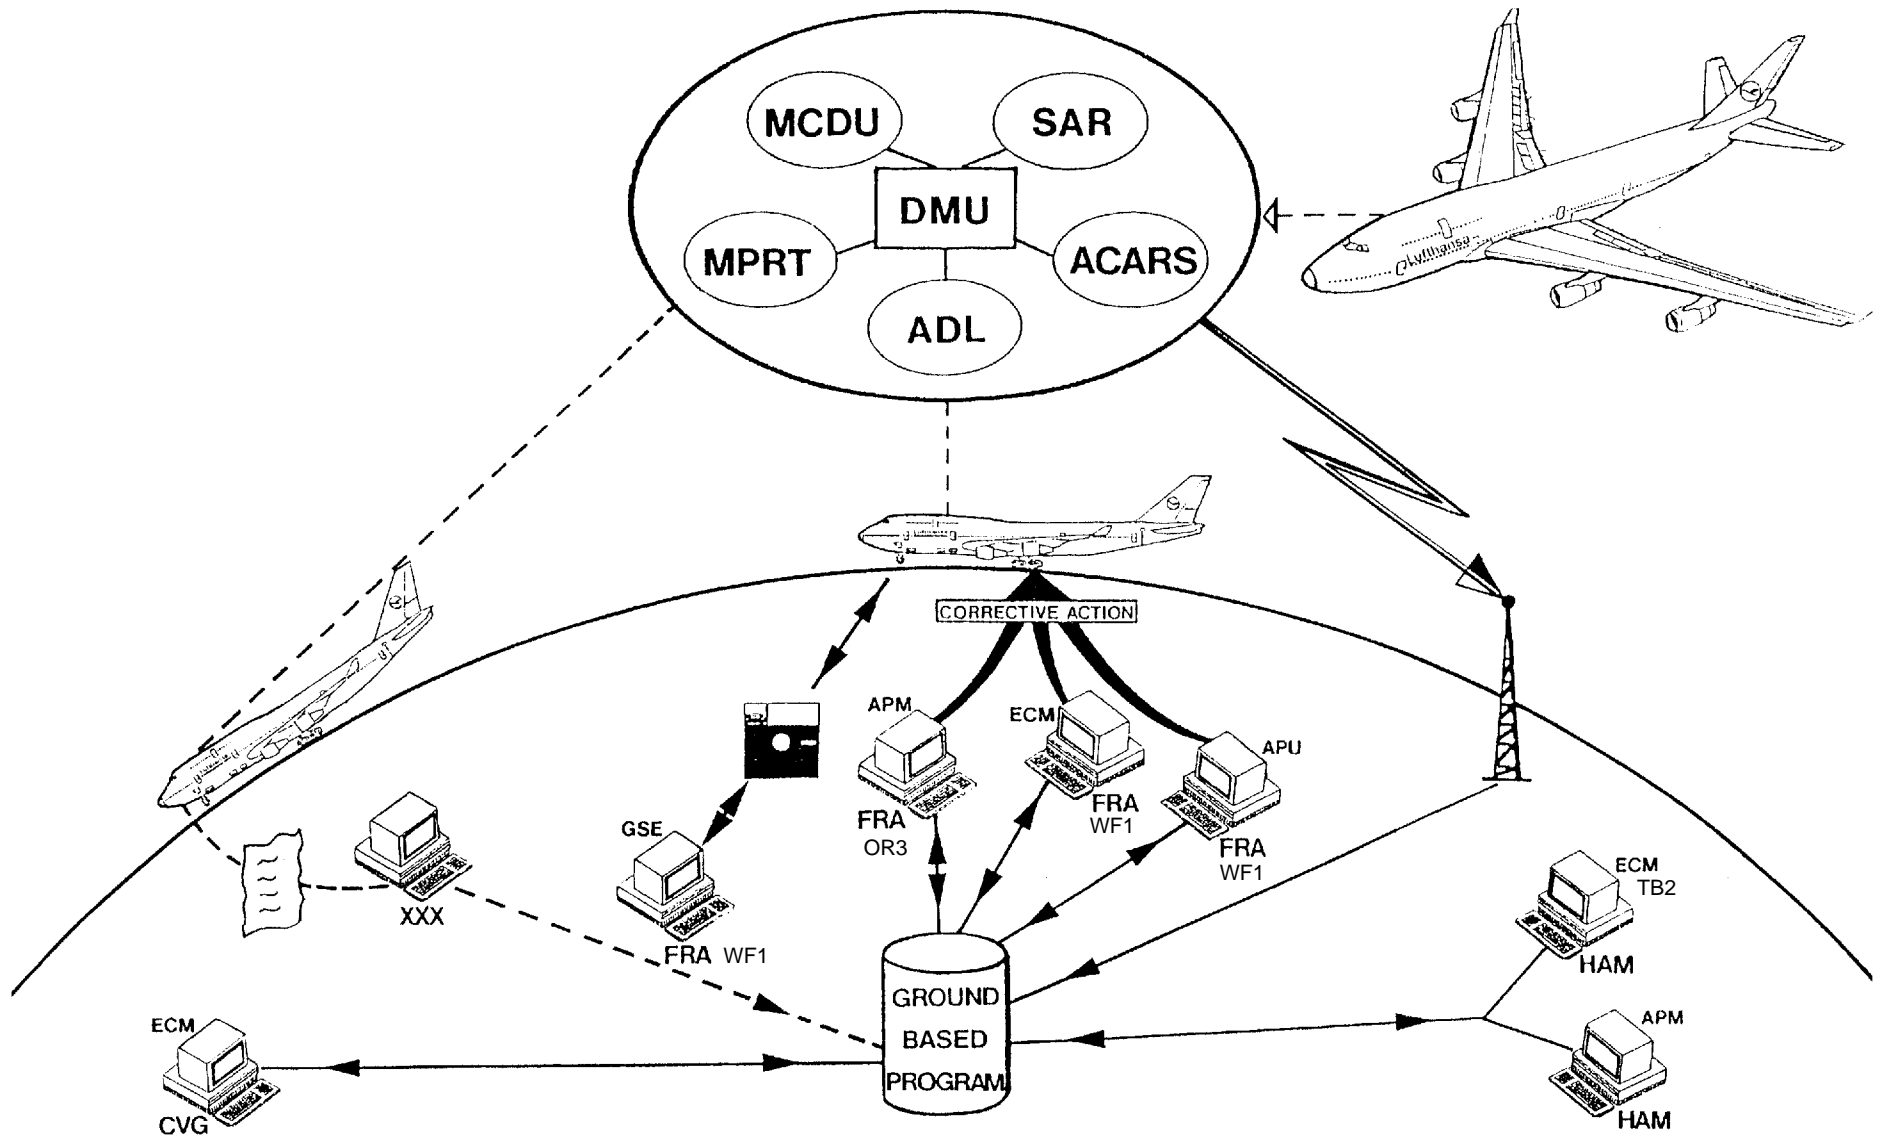 MCDU
SAR
DMU
MPRT
ACARS
ADL
Lufthansa
CORRECTIVE ACTION
APM
ECM
APU
FRA
OR3
FRA
WF1
FRA
WF1
GSE
FRA WF1
XXX
ECM
TB2
HAM
GROUND
BASED
PROGRAM
ECM
CVG
APM
HAM